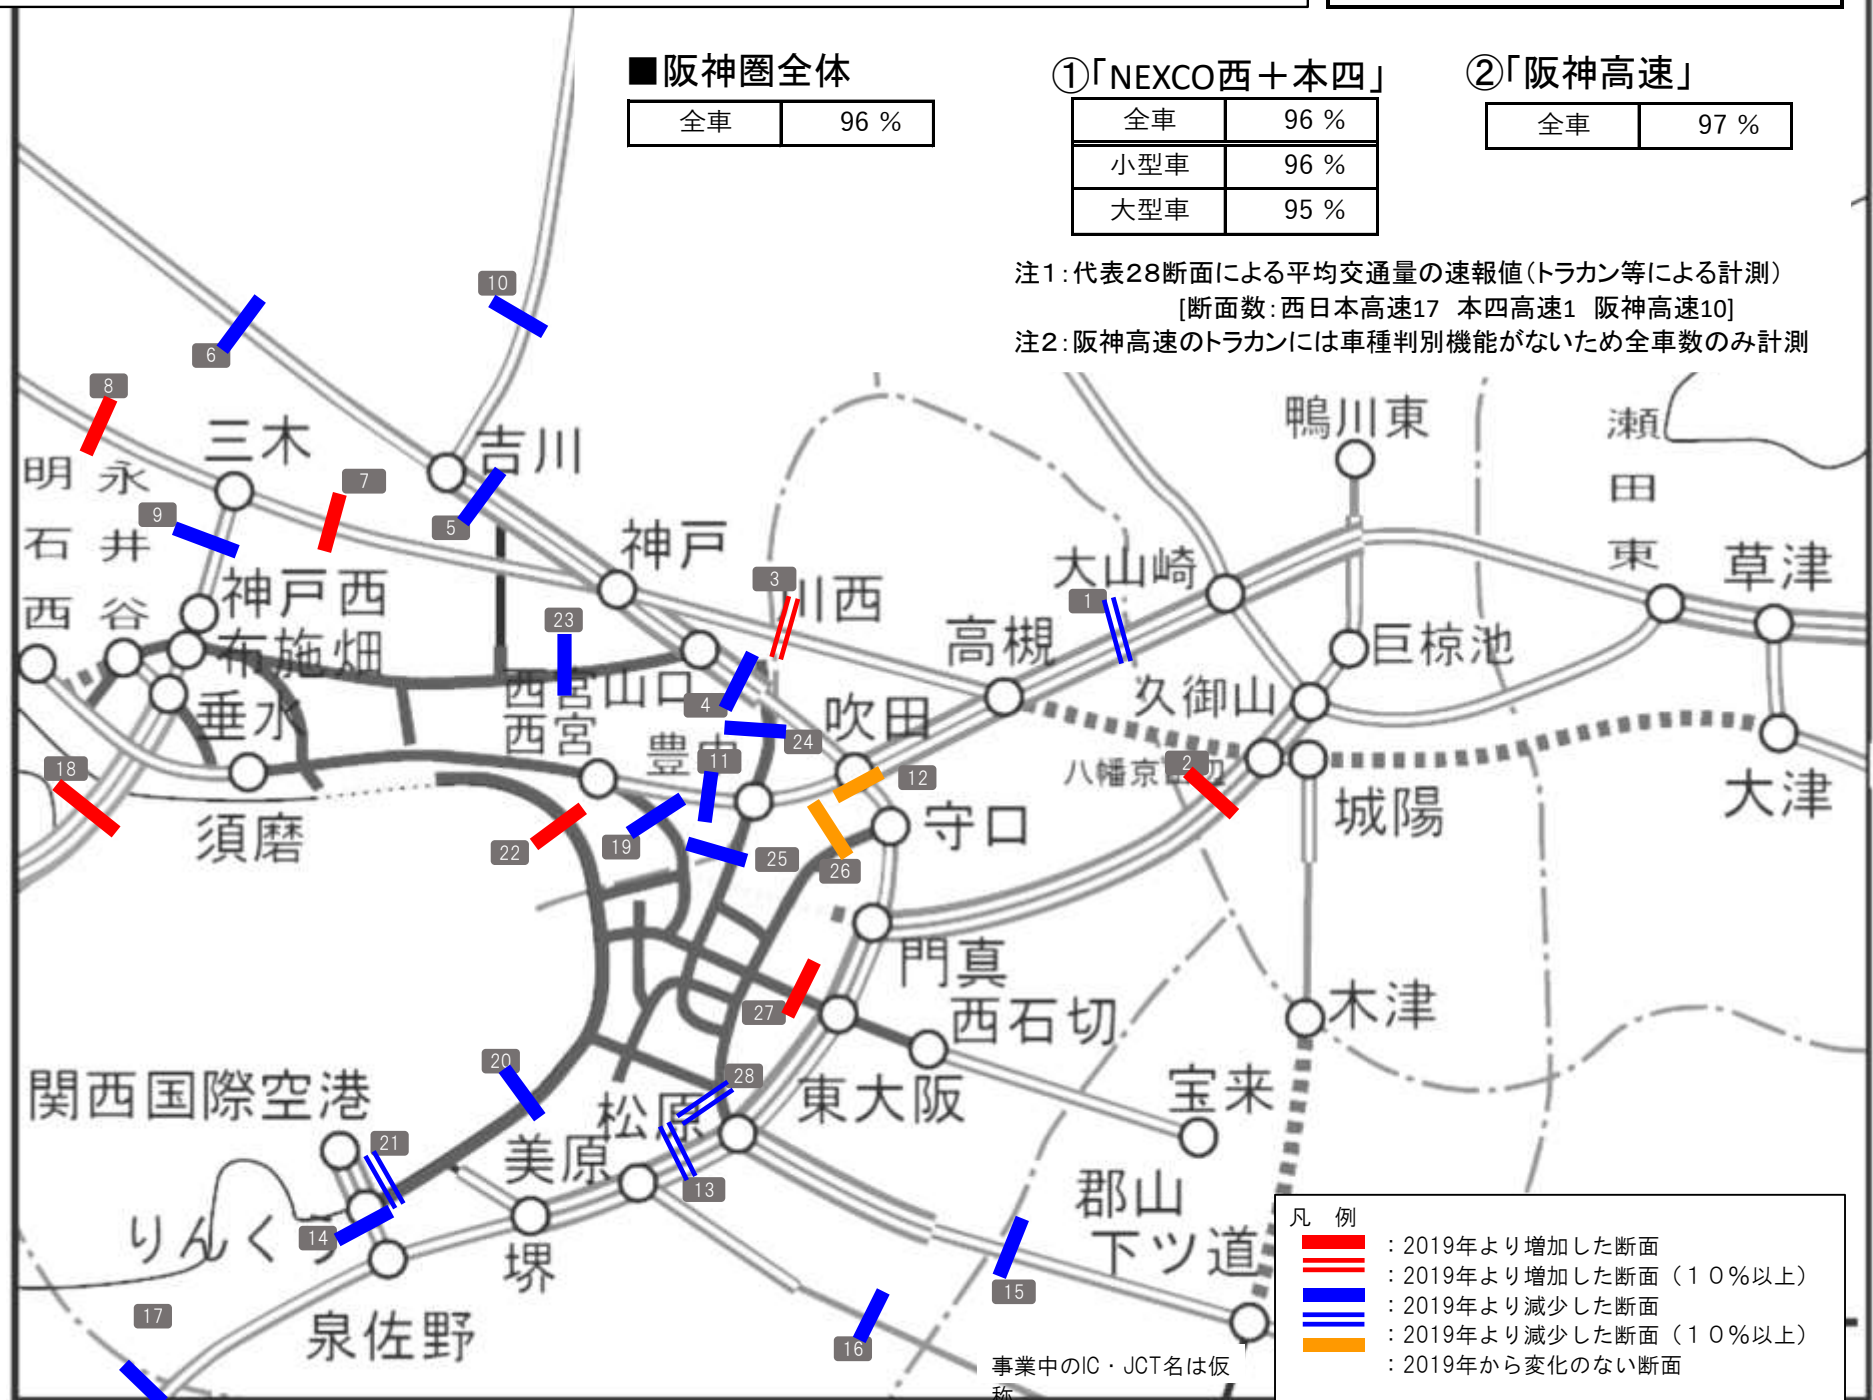 ■阪神圏全体
全車 96 %
①「NEXCO西＋本四」
全車 96 %
小型車 96 %
大型車 95 %
②「阪神高速」
全車 97 %
注1：代表28断面による平均交通量の速報値（トラカン等による計測）
[断面数：西日本高速17 本四高速1 阪神高速10]
注2：阪神高速のトラカンには車種判別機能がないため全車数のみ計測
10
6
8
三木
吉川
7
明石西
永井谷
9
5
神戸
神戸西
布施畑
23
3
川西
大山崎
1
鴨川東
瀬田東
草津
高槻
巨椋池
久御山
西宮山口
西宮
4
24
吹田
垂水
豊中
11
12
八幡京田辺
2
城陽
大津
18
須磨
22
19
25
26
守口
門真
27
西石切
木津
20
28
東大阪
宝来
関西国際空港
松原
21
美原
13
郡山
下ツ道
りんくう
14
堺
15
17
泉佐野
16
事業中のIC・JCT名は仮
称
凡 例
：2019年より増加した断面
：2019年より増加した断面（１０％以上）
：2019年より減少した断面
：2019年より減少した断面（１０％以上）
：2019年から変化のない断面